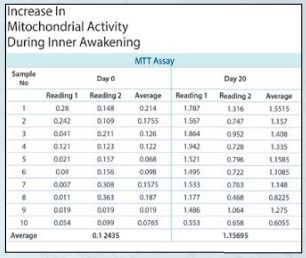 Increase In
Mitochondrial Activity
During Inner Awakening
MTT Assay
Sample No Day 0 Day 20
Reading 1 Reading 2 Average Reading 1 Reading 2 Average
1 0.28 0.148 0.214 1.787 1.316 1.5515
2 0.242 0.109 0.1755 1.567 0.747 1.157
3 0.041 0.211 0.126 1.864 0.952 1.408
4 0.121 0.123 0.122 1.942 0.728 1.335
5 0.021 0.157 0.068 1.521 0.796 1.1585
6 0.04 0.156 0.098 1.495 0.722 1.1085
7 0.007 0.308 0.1575 1.533 0.763 1.148
8 0.011 0.363 0.187 1.177 0.468 0.8225
9 0.019 0.019 0.019 1.486 1.064 1.275
10 0.054 0.099 0.0765 0.553 0.658 0.6055
Average 0.1 2435 1.15695